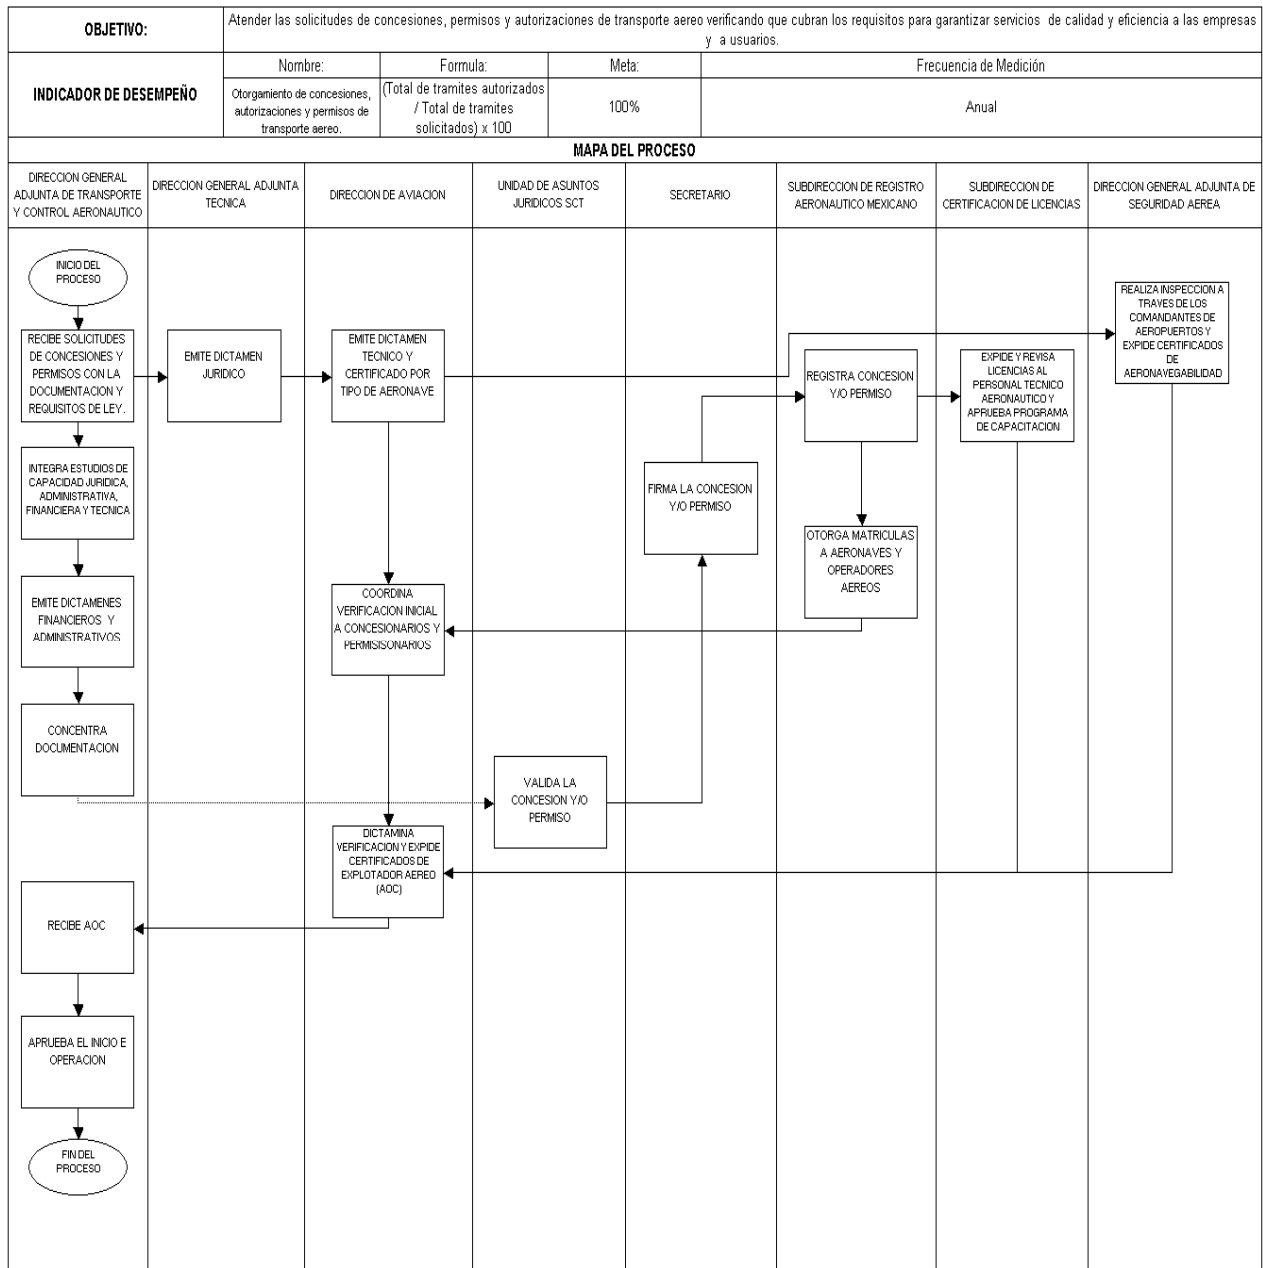 OBJETIVO:
Atender las solicitudes de concesiones, permisos y autorizaciones de transporte aereo verificando que cubran los requisitos para garantizar servicios de calidad y eficiencia a las empresas
y a usuarios.
INDICADOR DE DESEMPEÑO
Nombre:
Formula:
Meta:
Frecuencia de Medición
Otorgamiento de concesiones,
autorizaciones y permisos de
transporte aereo.
(Total de tramites autorizados
/ Total de tramites
solicitados) x 100
100%
Anual
MAPA DEL PROCESO
DIRECCION GENERAL
ADJUNTA DE TRANSPORTE
Y CONTROL AERONAUTICO
DIRECCION GENERAL ADJUNTA
TECNICA
DIRECCION DE AVIACION
UNIDAD DE ASUNTOS
JURIDICOS SCT
SECRETARIO
SUBDIRECCION DE REGISTRO
AERONAUTICO MEXICANO
SUBDIRECCION DE
CERTIFICACION DE LICENCIAS
DIRECCION GENERAL ADJUNTA DE
SEGURIDAD AEREA
INICIO DEL
PROCESO
RECIBE SOLICITUDES
DE CONCESIONES Y
PERMISOS CON LA
DOCUMENTACION Y
REQUISITOS DE LEY.
EMITE DICTAMEN
JURIDICO
EMITE DICTAMEN
TECNICO Y
CERTIFICADO POR
TIPO DE AERONAVE
REALIZA INSPECCION A
TRAVES DE LOS
COMANDANTES DE
AEROPUERTOS Y
EXPIDE CERTIFICADOS
DE
AERONAVEGABILIDAD
REGISTRA CONCESION
Y/O PERMISO
EXPIDE Y REVISA
LICENCIAS AL
PERSONAL TECNICO
AERONAUTICO Y
APRUEBA PROGRAMA
DE CAPACITACION
INTEGRA ESTUDIOS DE
CAPACIDAD JURIDICA,
ADMINISTRATIVA,
FINANCIERA Y TECNICA
FIRMA LA CONCESION
Y/O PERMISO
OTORGA MATRICULAS
A AERONAVES Y
OPERADORES
AEREOS
EMITE DICTAMENES
FINANCIEROS Y
ADMINISTRATIVOS
COORDINA
VERIFICACION INICIAL
A CONCESIONARIOS Y
PERMISISONARIOS
CONCENTRA
DOCUMENTACION
VALIDA LA
CONCESION Y/O
PERMISO
DICTAMINA
VERIFICACION Y EXPIDE
CERTIFICADOS DE
EXPLOTADOR AEREO
(AOC)
RECIBE AOC
APRUEBA EL INICIO E
OPERACION
FIN DEL
PROCESO